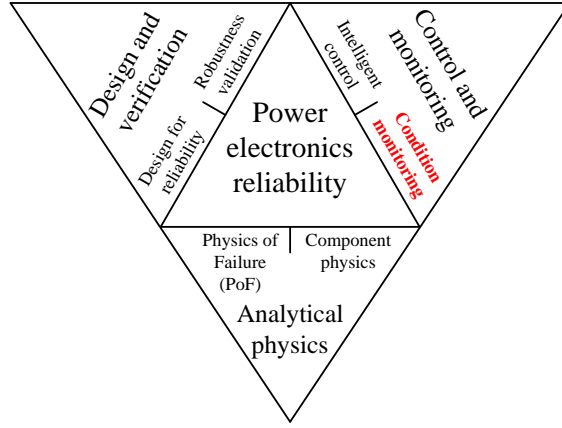 Design and
verification
Robustness
validation
Design for
reliability
Intelligent
control
Control and
monitoring
Condition
monitoring
Power
electronics
reliability
Physics of
Failure
(PoF)
Component
physics
Analytical
physics